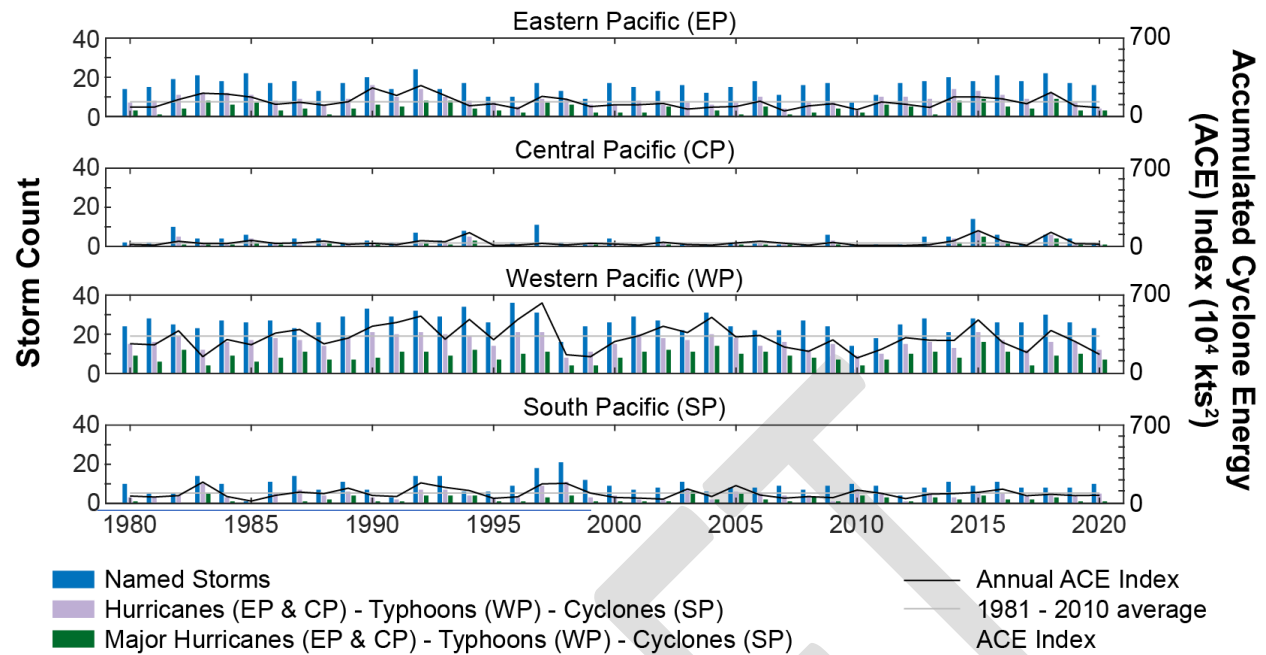 Eastern Pacific (EP)
40
20
0
700
0
Central Pacific (CP)
40
20
0
700
0
Western Pacific (WP)
40
20
0
700
0
South Pacific (SP)
40
20
0
700
0
1980 1985 1990 1995 2000 2005 2010 2015 2020
Storm Count
Accumulated Cyclone Energy
(ACE) Index (10⁴ kts²)
Named Storms
Hurricanes (EP & CP) - Typhoons (WP) - Cyclones (SP)
Major Hurricanes (EP & CP) - Typhoons (WP) - Cyclones (SP)
Annual ACE Index
1981 - 2010 average
ACE Index